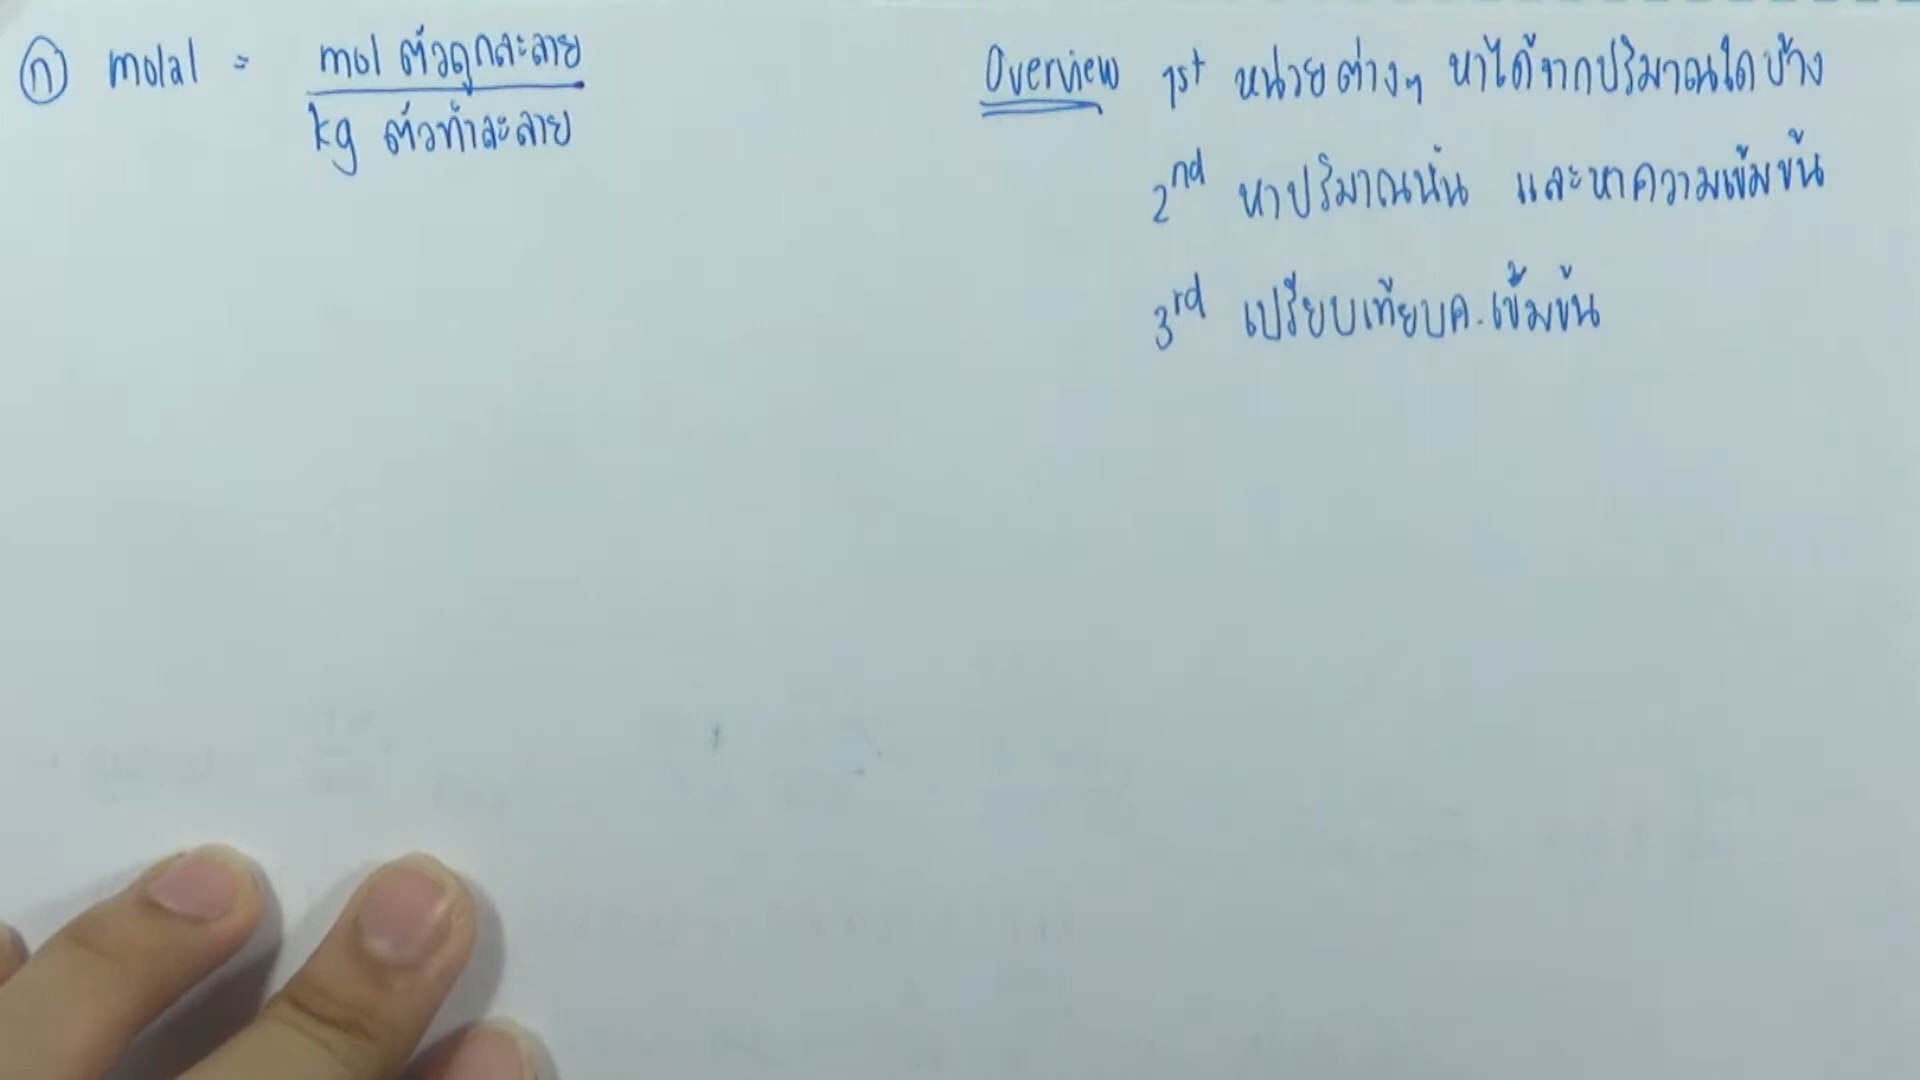 ก molal = mol ตัวถูกละลาย
kg ตัวทำละลาย
Overview 1st หน่วยต่างๆ หาได้จากปริมาณใดบ้าง
2nd หาปริมาณนั้น และหาความเข้มข้น
3rd เปรียบเทียบค.เข้มข้น